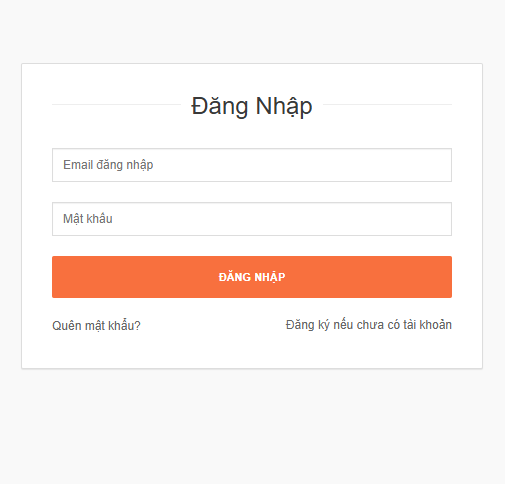 Đăng Nhập
Email đăng nhập
Mật khẩu
ĐĂNG NHẬP
Quên mật khẩu?
Đăng ký nếu chưa có tài khoản